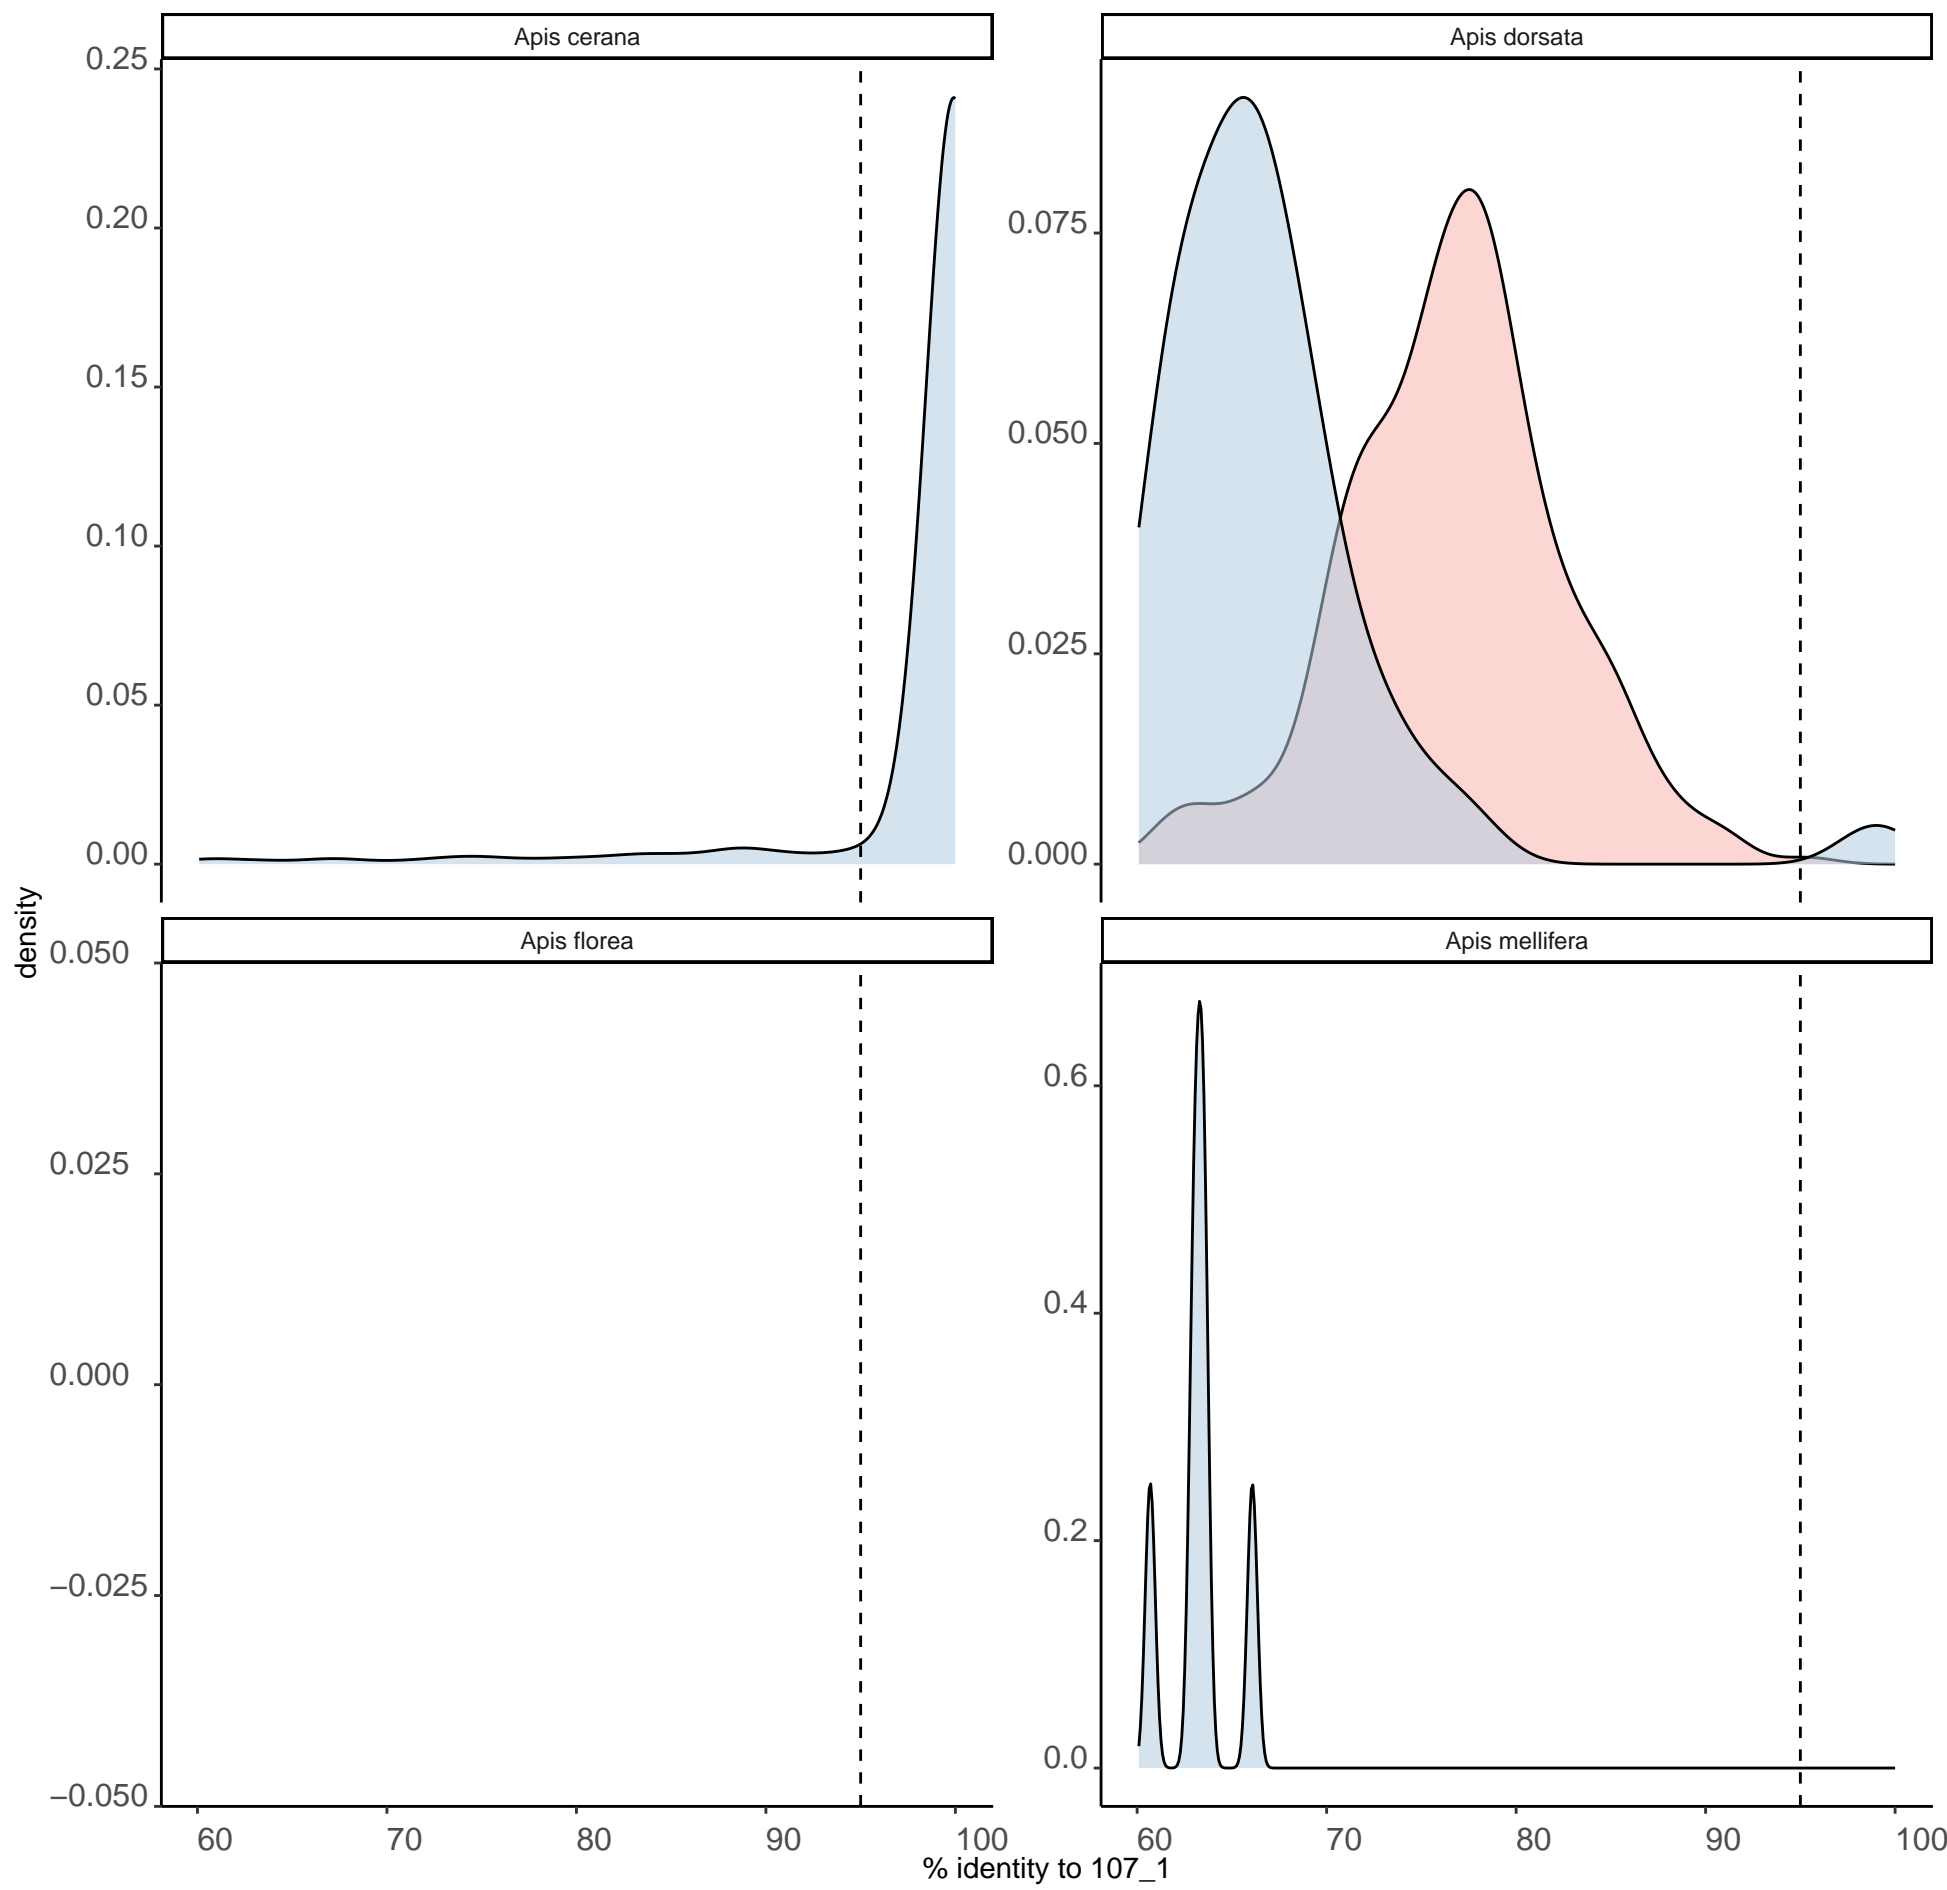 Apis cerana
Apis dorsata
0.25
0.20
0.15
0.10
0.05
0.00
0.075
0.050
0.025
0.000
density
Apis florea
Apis mellifera
0.050
0.025
0.000
−0.025
−0.050
0.6
0.4
0.2
0.0
60 70 80 90 100
60 70 80 90 100
% identity to 107_1